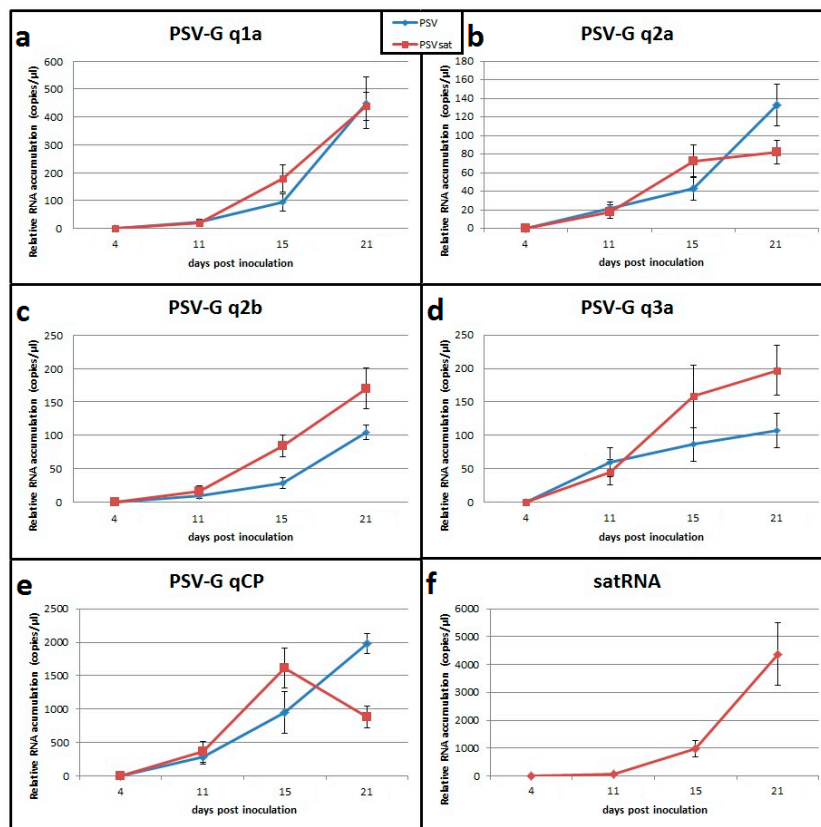 a
PSV-G q1a
PSV
PSVsat
b
PSV-G q2a
Relative RNA accumulation (copies/µl)
600
500
400
300
200
100
0
4 11 15 21
days post inoculation
Relative RNA accumulation (copies/µl)
180
160
140
120
100
80
60
40
20
0
4 11 15 21
days post inoculation
c
PSV-G q2b
Relative RNA accumulation (copies/µl)
250
200
150
100
50
0
4 11 15 21
days post inoculation
d
PSV-G q3a
Relative RNA accumulation (copies/µl)
250
200
150
100
50
0
4 11 15 21
days post inoculation
e
PSV-G qCP
Relative RNA accumulation (copies/µl)
2500
2000
1500
1000
500
0
4 11 15 21
days post inoculation
f
satRNA
Relative RNA accumulation (copies/µl)
6000
5000
4000
3000
2000
1000
0
4 11 15 21
days post inoculation